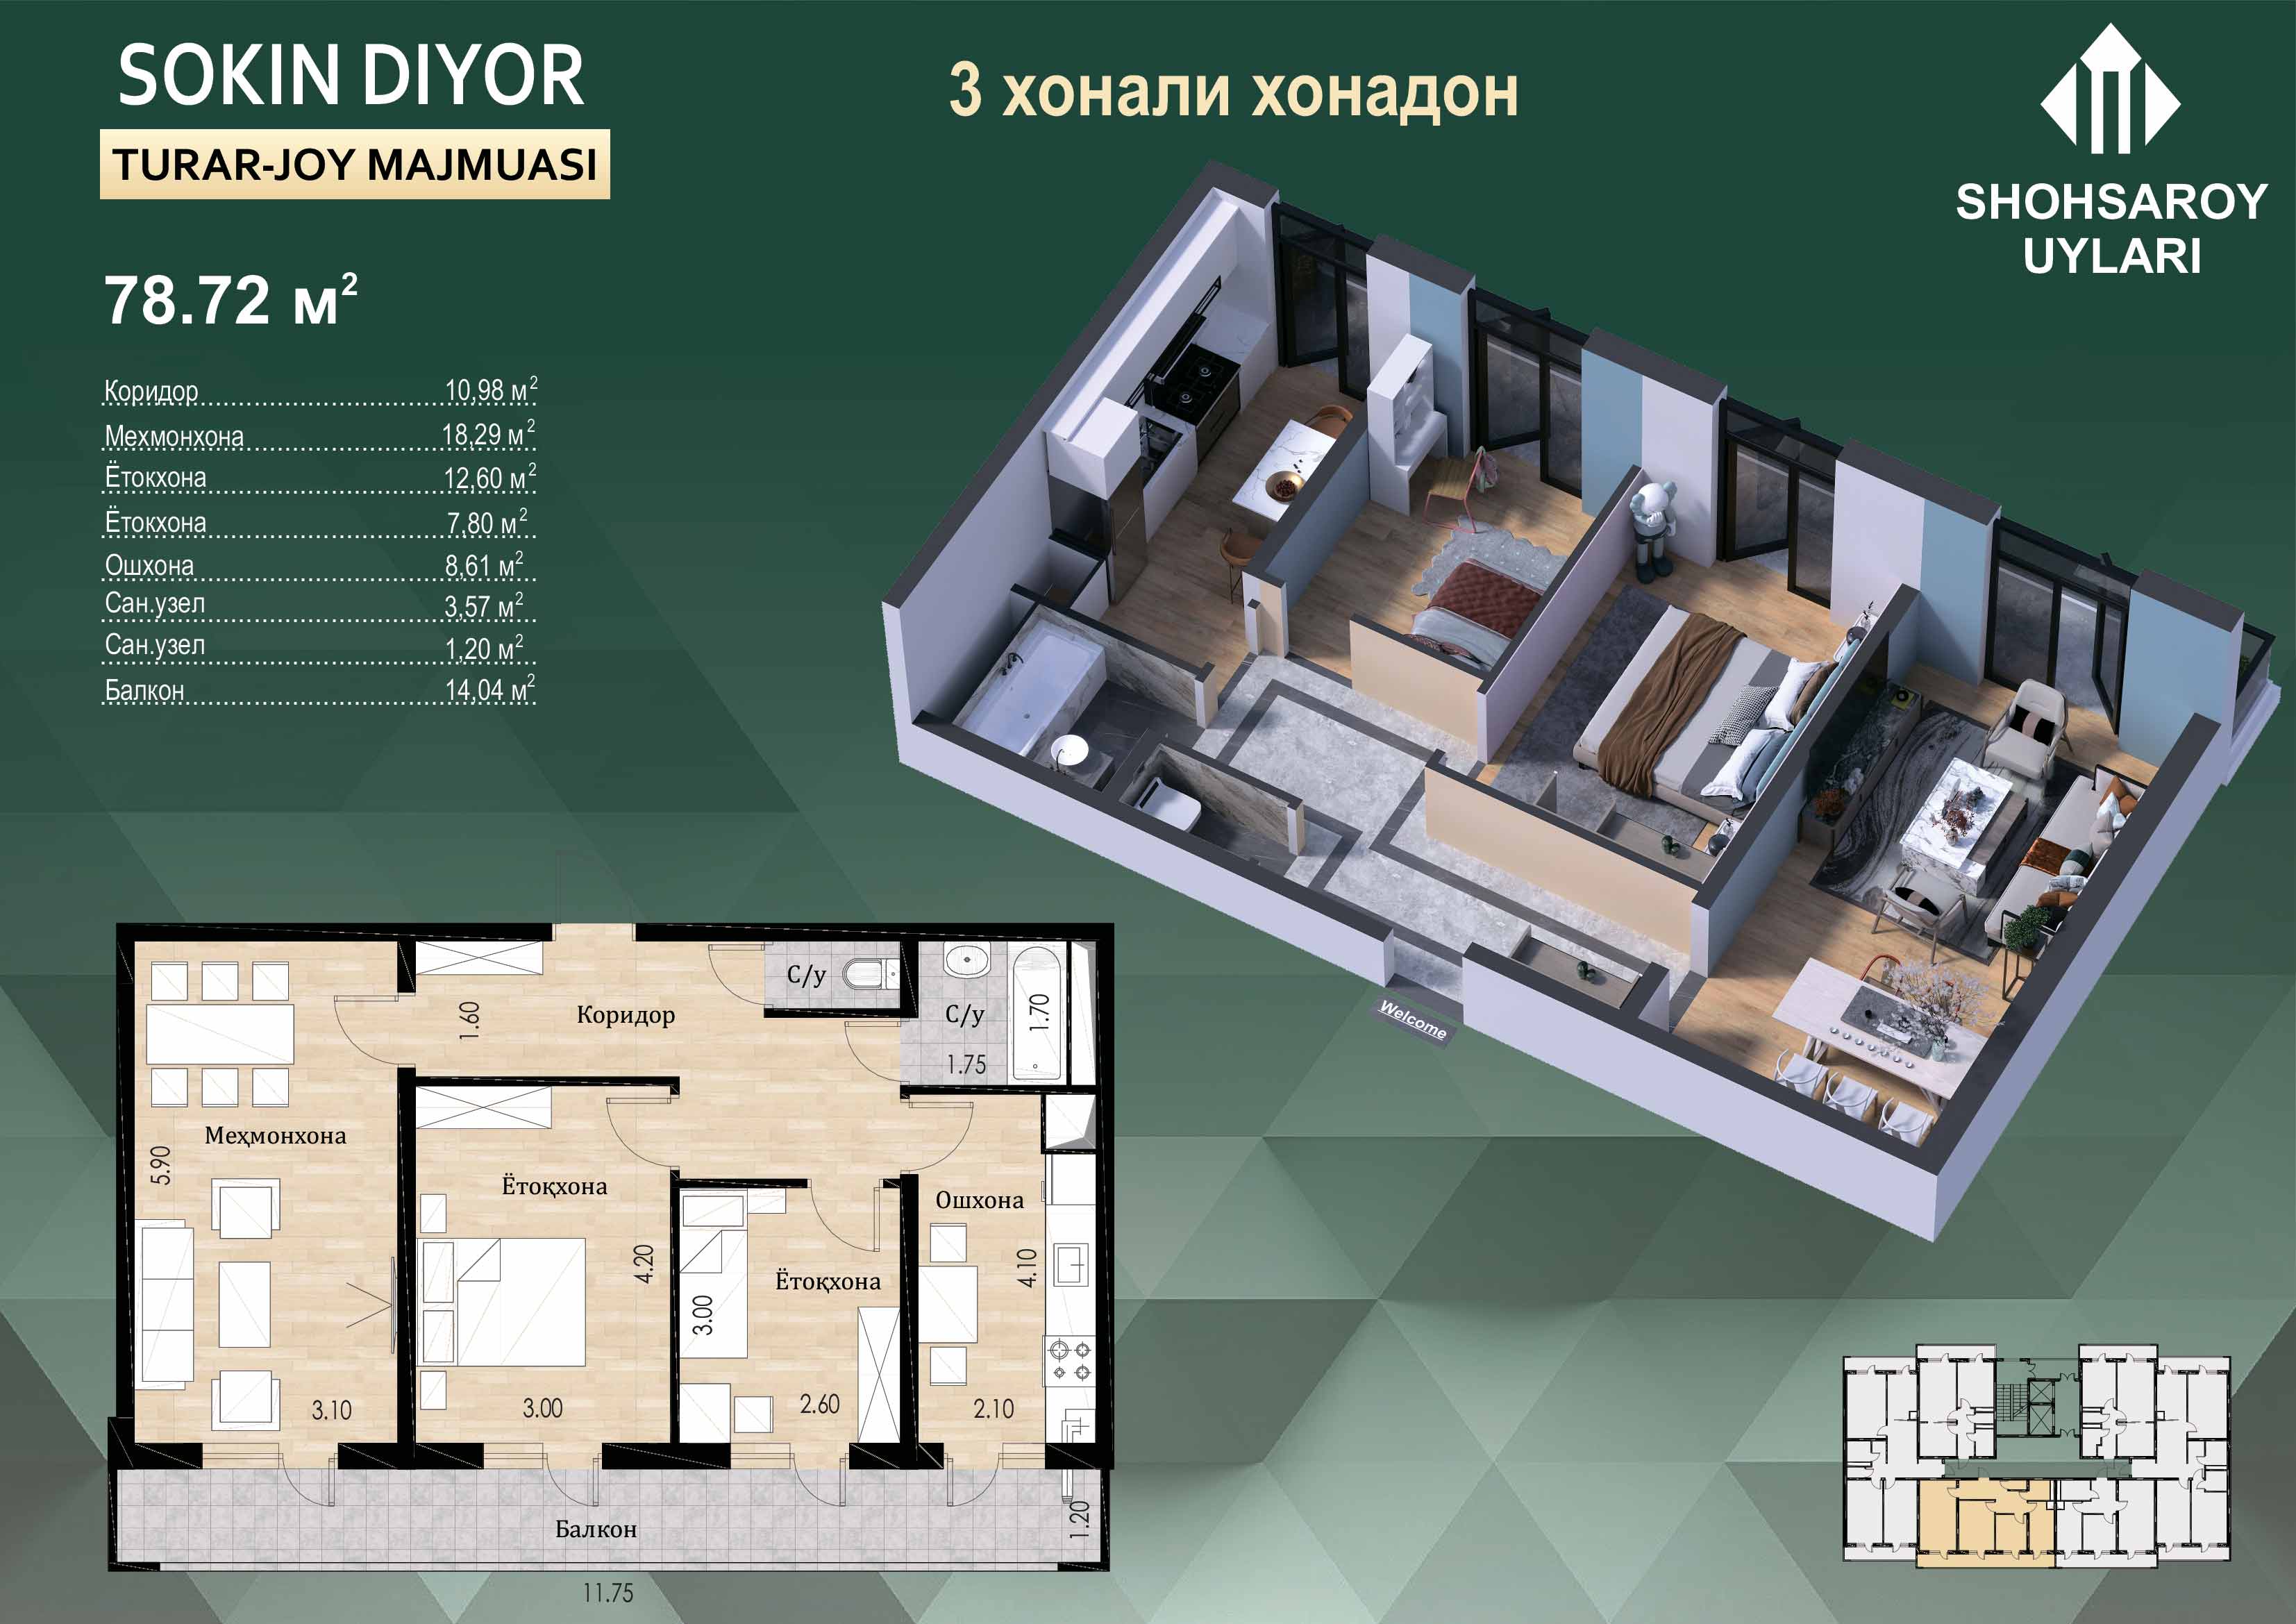 SOKIN DIYOR
TURAR-JOY MAJMUASI
3 хонали хонадон
SHOHSAROY
UYLARI
78.72 м²
Коридор 10,98 м²
Мехмонхона 18,29 м²
Ётокхона 12,60 м²
Ётокхона 7,80 м²
Ошхона 8,61 м²
Сан.узел 3,57 м²
Сан.узел 1,20 м²
Балкон 14,04 м²
Welcome
С/у
Коридор
1.60
С/у
1.70
1.75
Меҳмонхона
5.90
Ётоқхона
Ошхона
4.20
4.10
Ётоқхона
3.00
3.10
3.00
2.60
2.10
Балкон
1.20
11.75